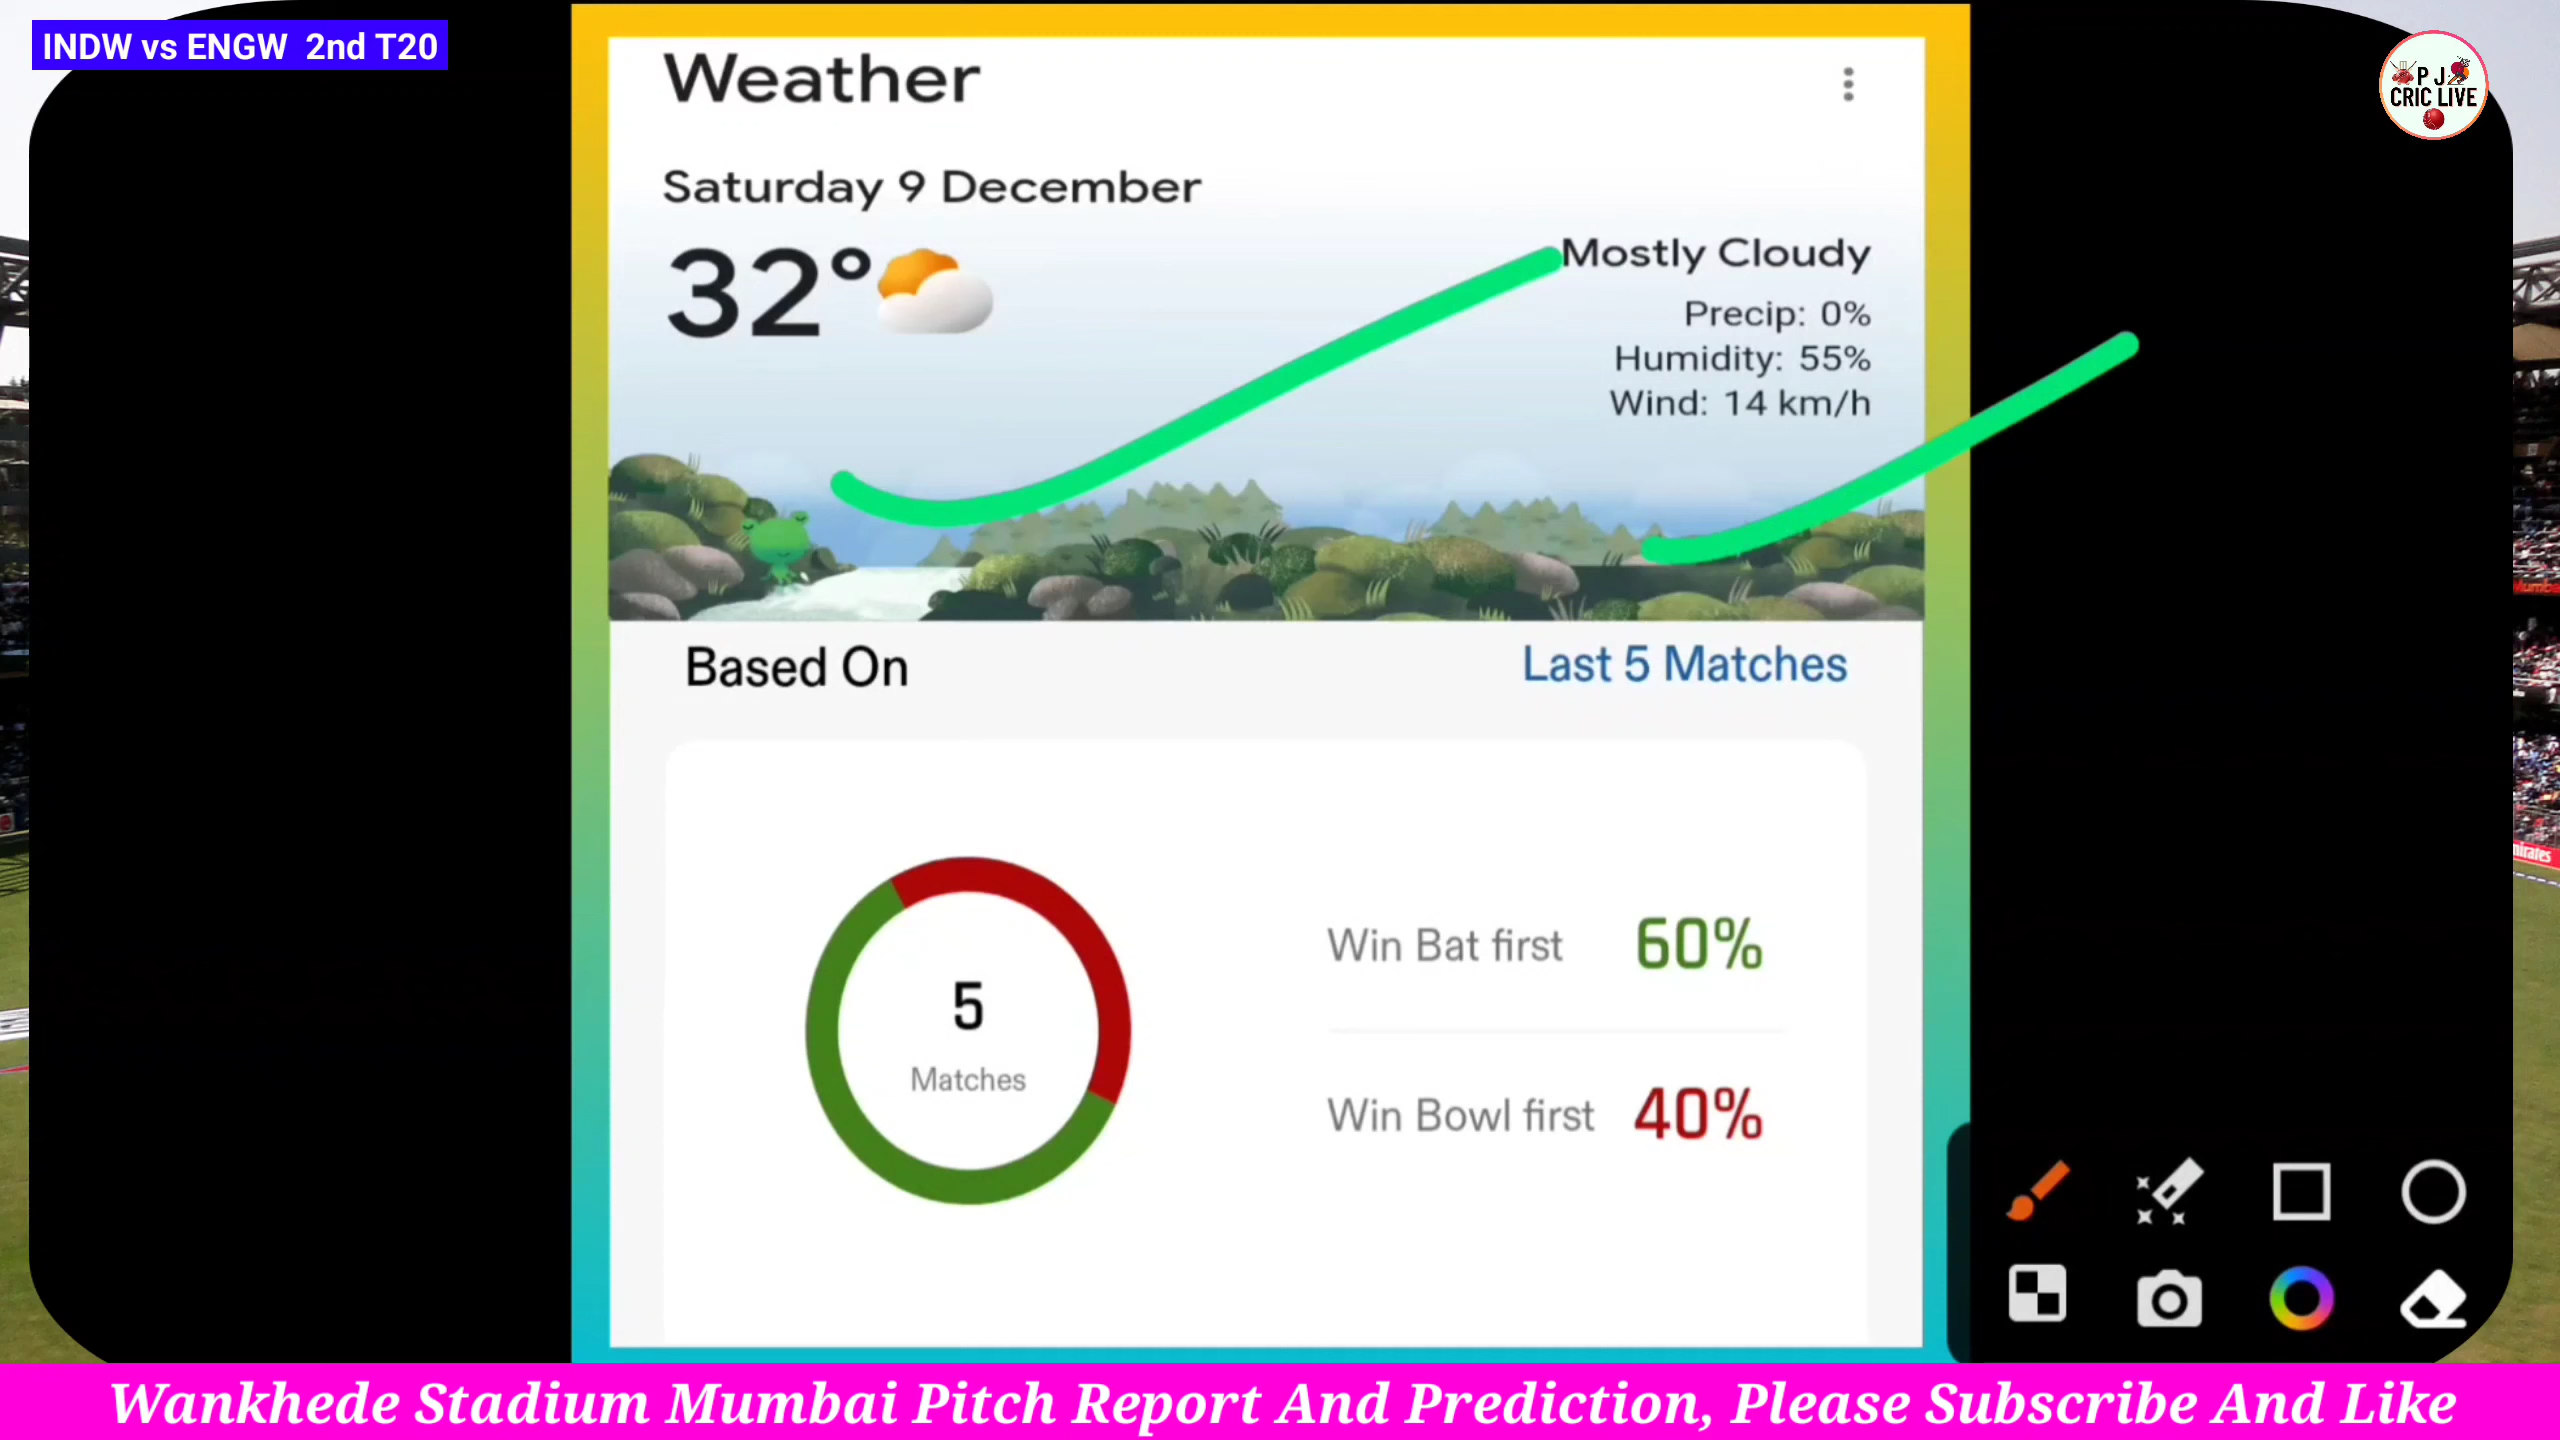 INDW vs ENGW 2nd T20
P J
CRIC LIVE
Weather
Saturday 9 December
32°
Mostly Cloudy
Precip: 0%
Humidity: 55%
Wind: 14 km/h
Based On
Last 5 Matches
5
Matches
Win Bat first 60%
Win Bowl first 40%
Wankhede Stadium Mumbai Pitch Report And Prediction, Please Subscribe And Like